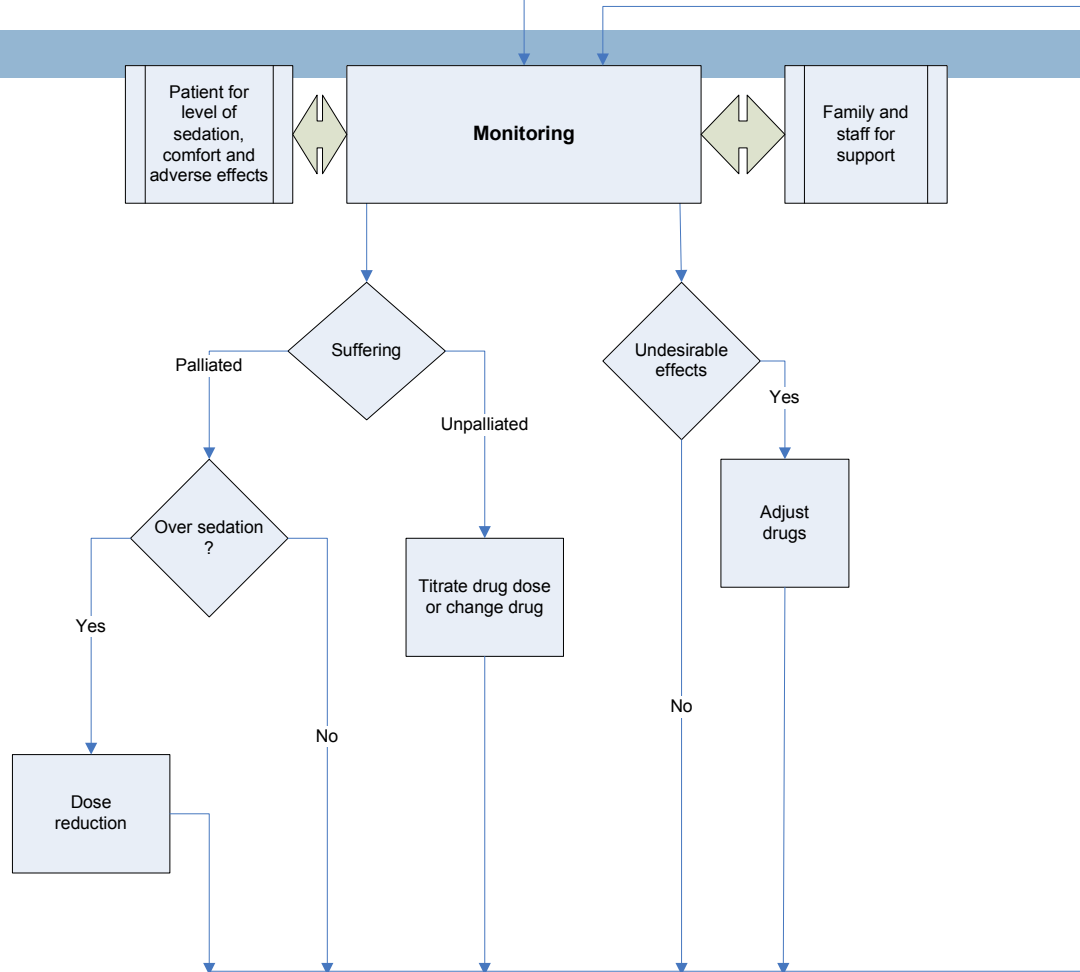 Patient for
level of
sedation,
comfort and
adverse effects
Monitoring
Family and
staff for
support
Suffering
Undesirable
effects
Palliated
Yes
Unpalliated
Over sedation
?
Adjust
drugs
Titrate drug dose
or change drug
Yes
No
No
Dose
reduction